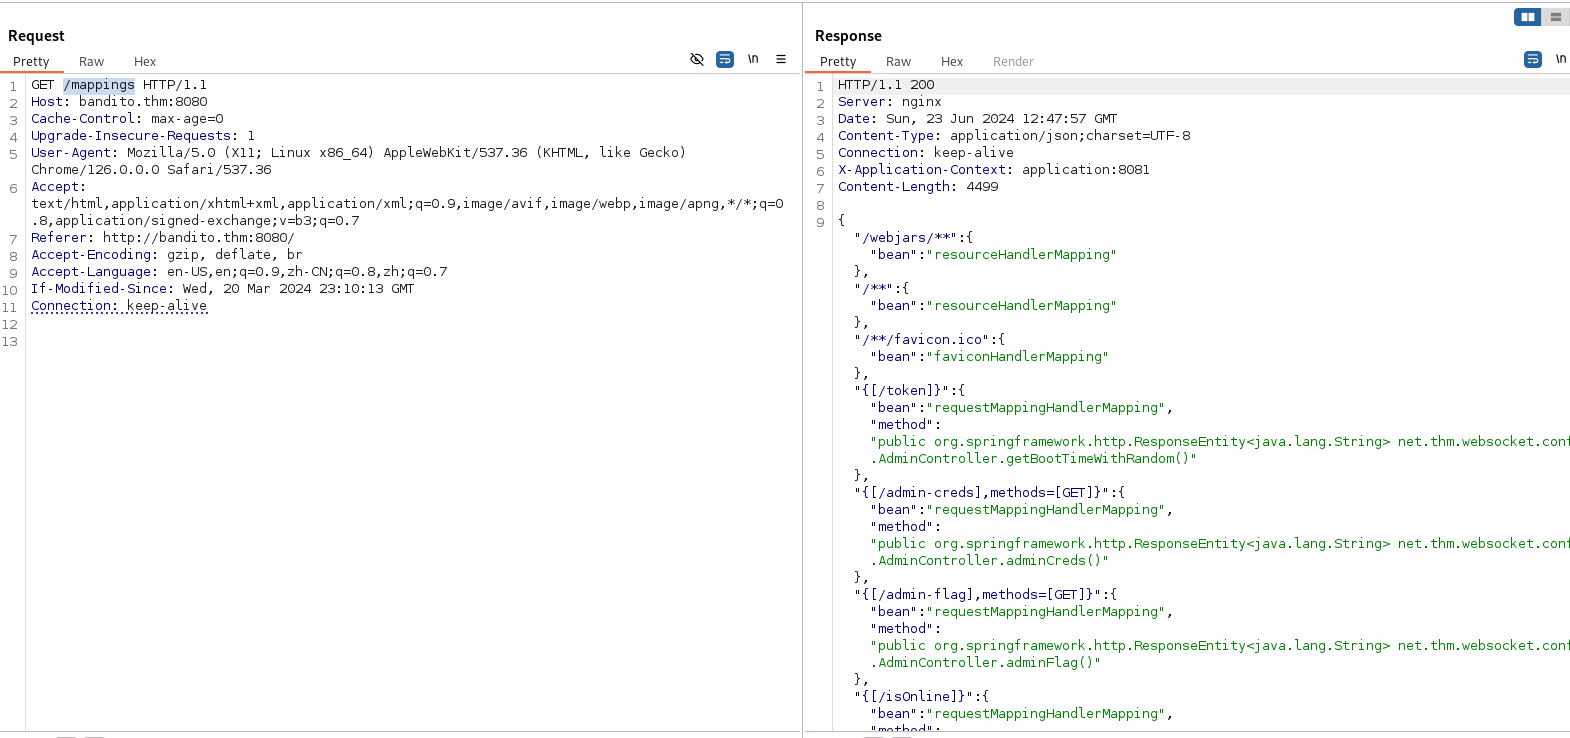 Request
Pretty Raw Hex
\n
1 GET /mappings HTTP/1.1
2 Host: bandito.thm:8080
3 Cache-Control: max-age=0
4 Upgrade-Insecure-Requests: 1
5 User-Agent: Mozilla/5.0 (X11; Linux x86_64) AppleWebKit/537.36 (KHTML, like Gecko)
Chrome/126.0.0.0 Safari/537.36
6 Accept:
text/html,application/xhtml+xml,application/xml;q=0.9,image/avif,image/webp,image/apng,*/*;q=0
.8,application/signed-exchange;v=b3;q=0.7
7 Referer: http://bandito.thm:8080/
8 Accept-Encoding: gzip, deflate, br
9 Accept-Language: en-US,en;q=0.9,zh-CN;q=0.8,zh;q=0.7
10 If-Modified-Since: Wed, 20 Mar 2024 23:10:13 GMT
11 Connection: keep-alive
12
13
Response
Pretty Raw Hex Render
\n
1 HTTP/1.1 200
2 Server: nginx
3 Date: Sun, 23 Jun 2024 12:47:57 GMT
4 Content-Type: application/json;charset=UTF-8
5 Connection: keep-alive
6 X-Application-Context: application:8081
7 Content-Length: 4499
8
9 {
"/webjars/**":{
"bean":"resourceHandlerMapping"
},
"/**":{
"bean":"resourceHandlerMapping"
},
"/**/favicon.ico":{
"bean":"faviconHandlerMapping"
},
"{[/token]}":{
"bean":"requestMappingHandlerMapping",
"method":
"public org.springframework.http.ResponseEntity<java.lang.String> net.thm.websocket.conf
.AdminController.getBootTimeWithRandom()"
},
"{[/admin-creds],methods=[GET]}":{
"bean":"requestMappingHandlerMapping",
"method":
"public org.springframework.http.ResponseEntity<java.lang.String> net.thm.websocket.conf
.AdminController.adminCreds()"
},
"{[/admin-flag],methods=[GET]}":{
"bean":"requestMappingHandlerMapping",
"method":
"public org.springframework.http.ResponseEntity<java.lang.String> net.thm.websocket.conf
.AdminController.adminFlag()"
},
"{[/isOnline]}":{
"bean":"requestMappingHandlerMapping",
"method":